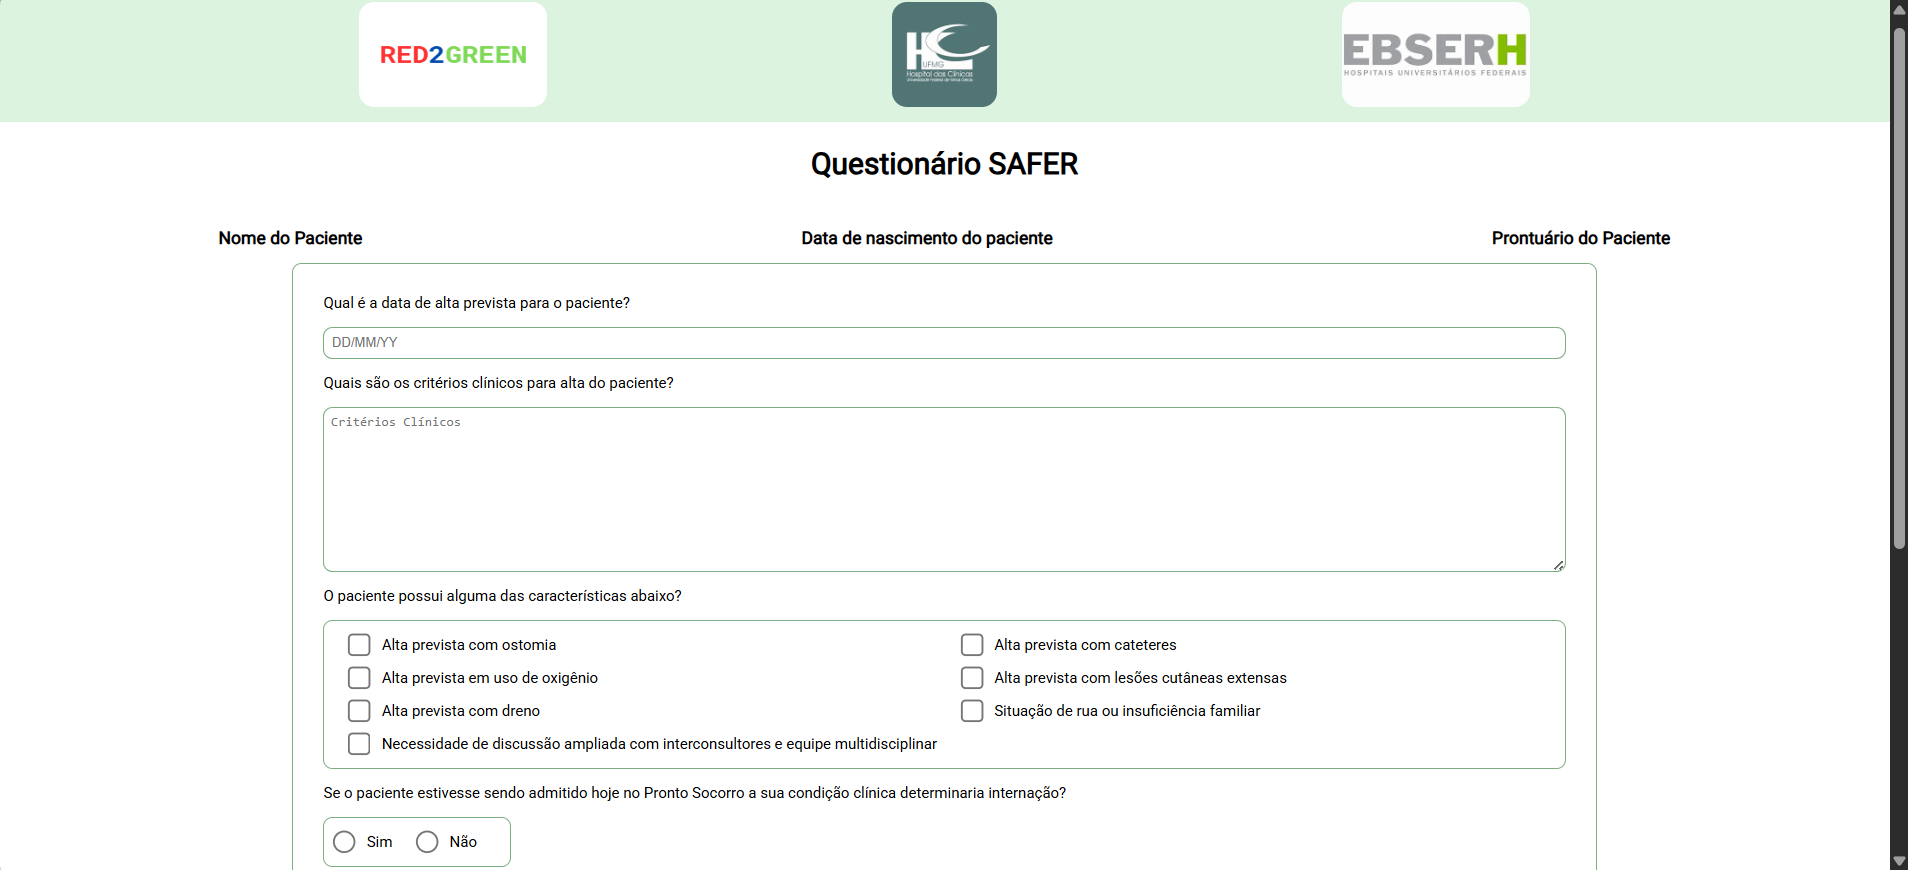 RED2GREEN
UFMG
Hospital das Clínicas
Universidade Federal de Minas Gerais
EBSERH
HOSPITAIS UNIVERSITÁRIOS FEDERAIS
Questionário SAFER
Nome do Paciente
Data de nascimento do paciente
Prontuário do Paciente
Qual é a data de alta prevista para o paciente?
DD/MM/YY
Quais são os critérios clínicos para alta do paciente?
Critérios Clínicos
O paciente possui alguma das características abaixo?
Alta prevista com ostomia
Alta prevista com cateteres
Alta prevista em uso de oxigênio
Alta prevista com lesões cutâneas extensas
Alta prevista com dreno
Situação de rua ou insuficiência familiar
Necessidade de discussão ampliada com interconsultores e equipe multidisciplinar
Se o paciente estivesse sendo admitido hoje no Pronto Socorro a sua condição clínica determinaria internação?
Sim
Não